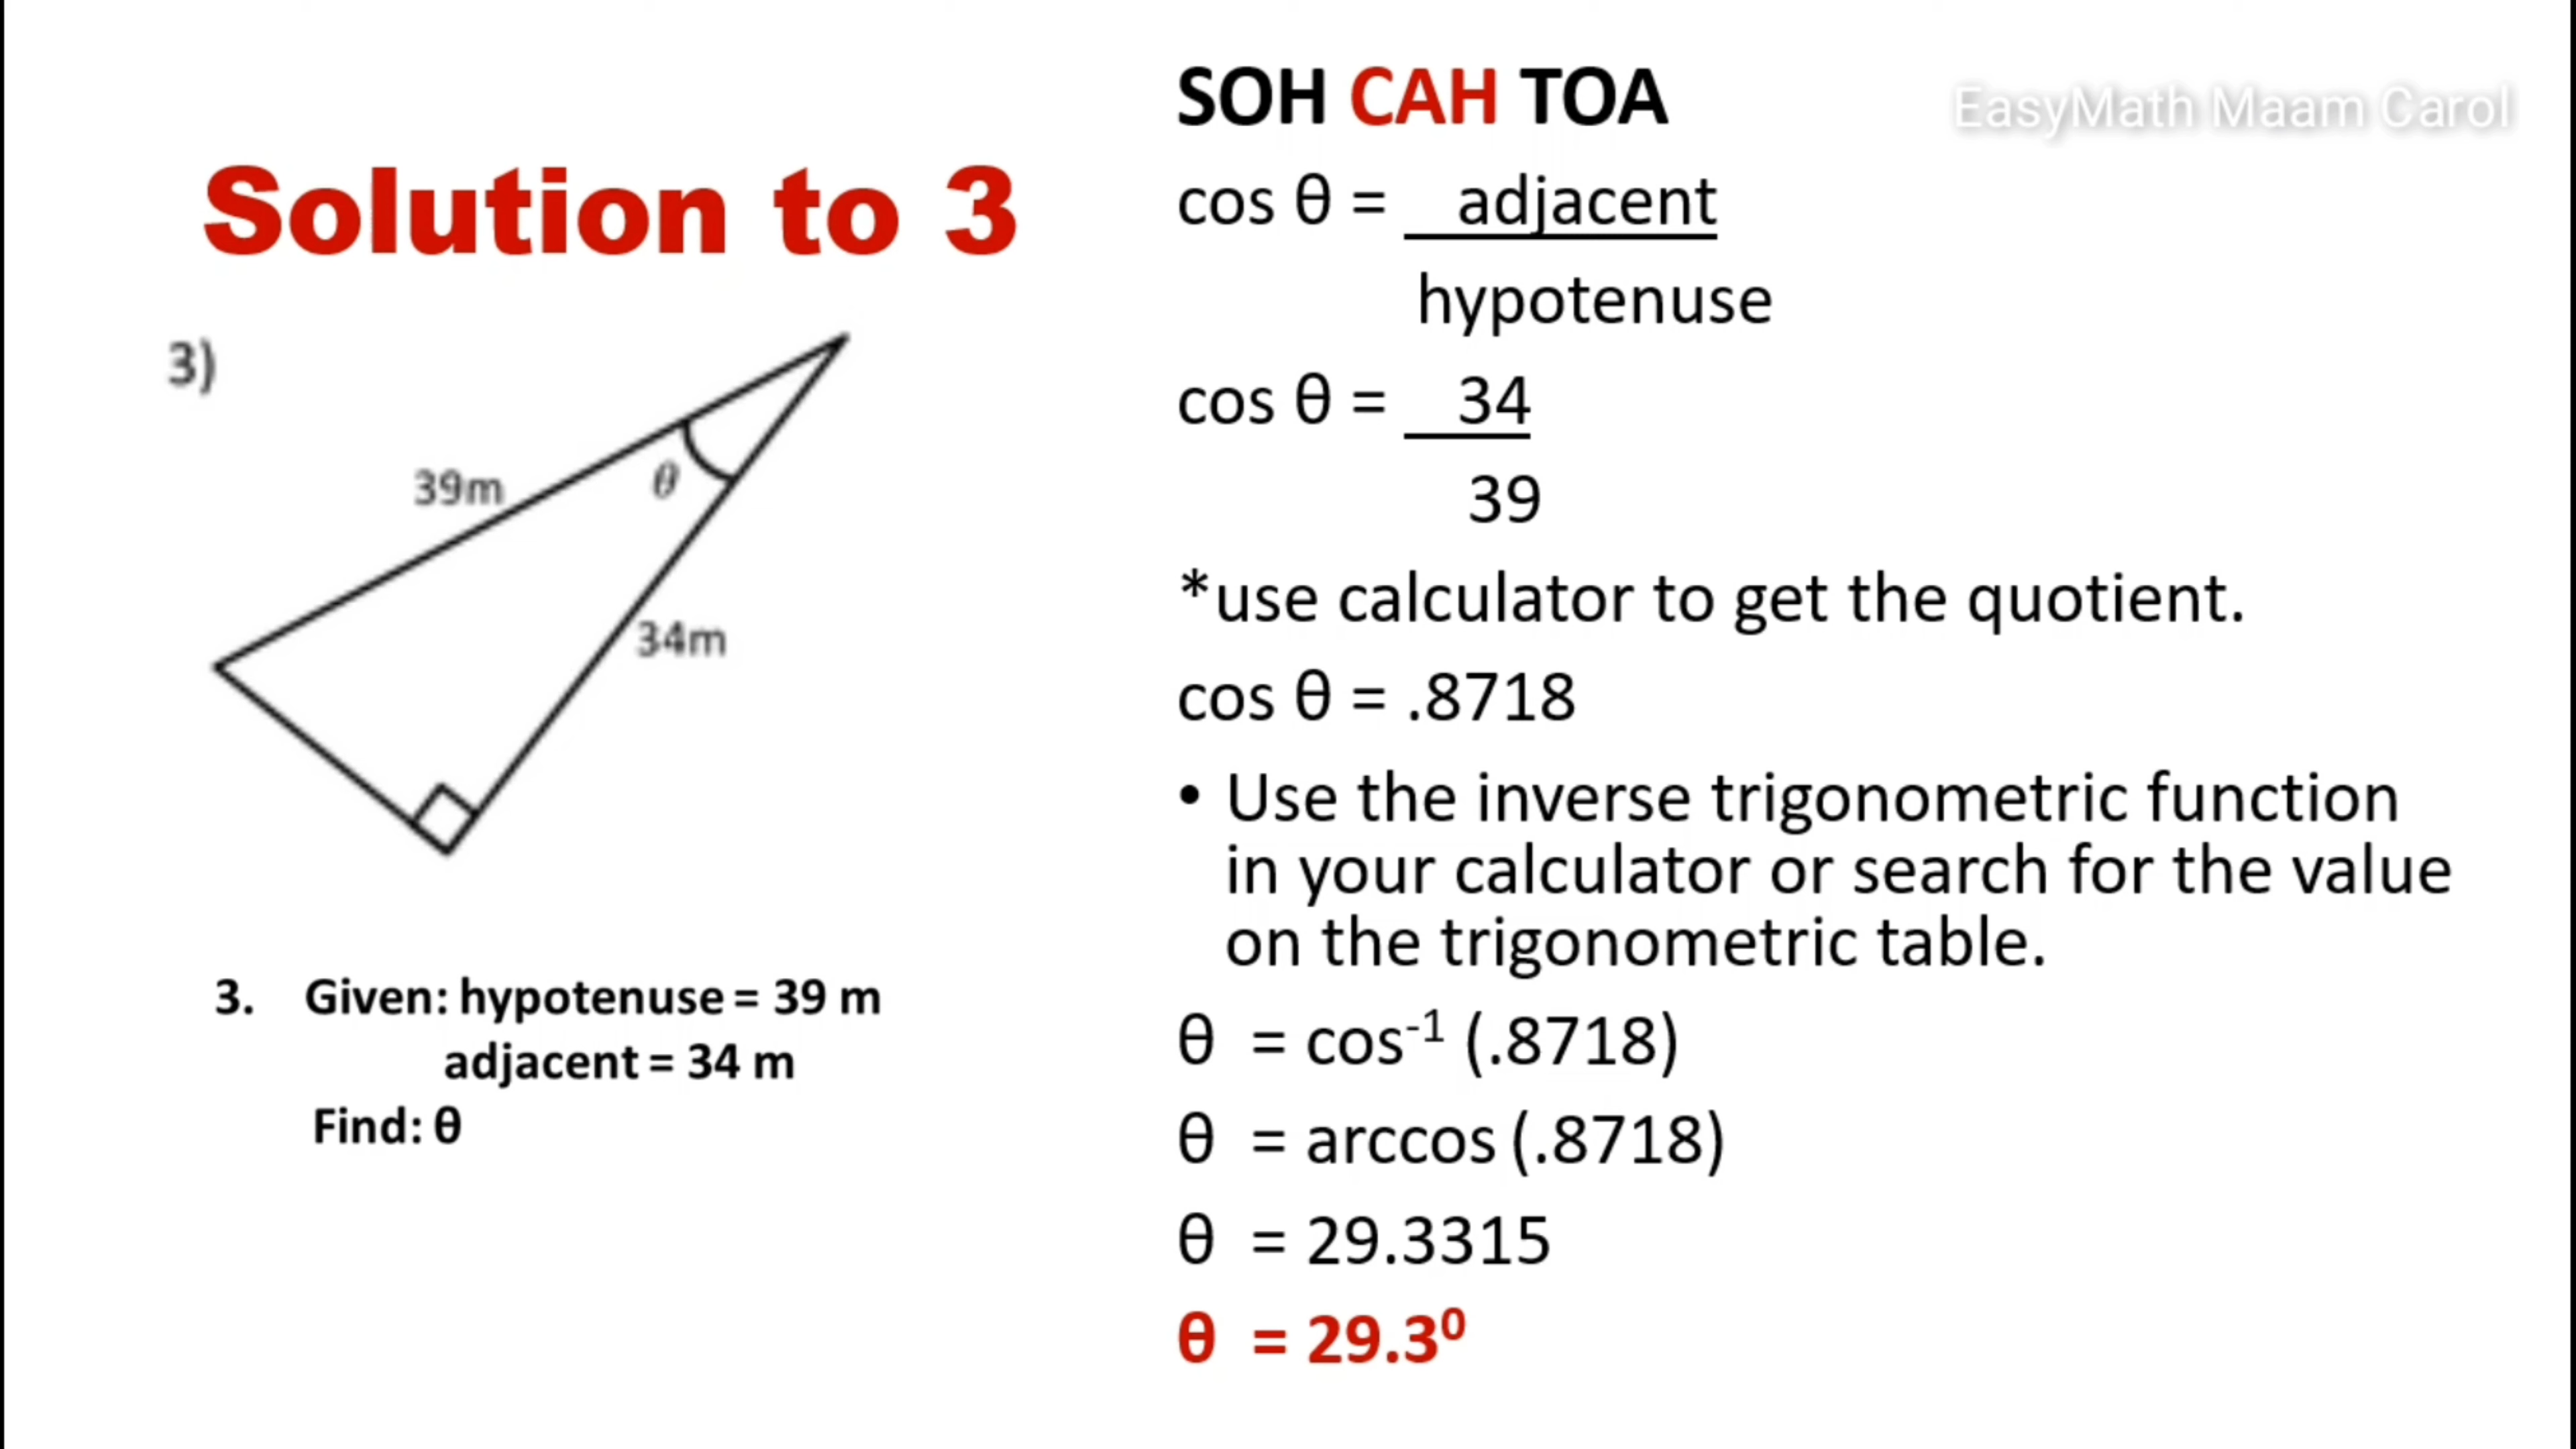 Solution to 3
3)
39m
θ
34m
3. Given: hypotenuse = 39 m
adjacent = 34 m
Find: θ
SOH CAH TOA
cos θ = adjacent
hypotenuse
cos θ = 34
39
*use calculator to get the quotient.
cos θ = .8718
• Use the inverse trigonometric function
in your calculator or search for the value
on the trigonometric table.
θ = cos⁻¹ (.8718)
θ = arccos (.8718)
θ = 29.3315
θ = 29.3⁰
EasyMath Maam Carol